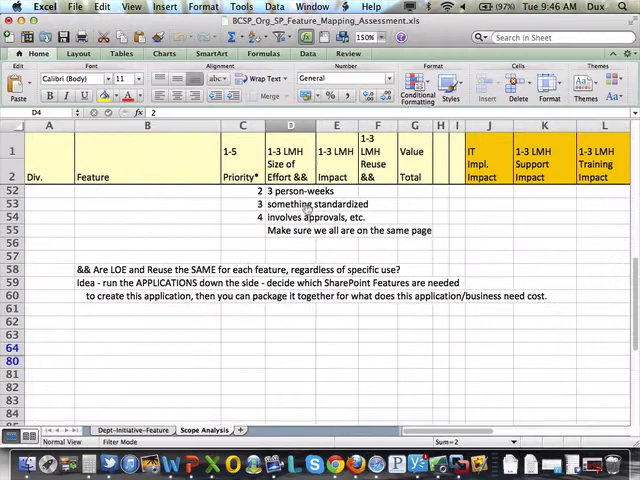 Excel File Edit View Insert Format Tools Data Window (97%) Tue 9:46 AM Dux
BCSP_Org_SP_Feature_Mapping_Assessment.xls
150% Search in Sheet
Home Layout Tables Charts SmartArt Formulas Data Review
Edit Font Alignment Number Format Cells Themes
Paste Calibri (Body) 11 Wrap Text General Conditional Formatting Styles Insert Delete Format Themes Aa
B I U Merge
D4 fx 2
A B C D E F G H I J K L
1 1-5 1-3 LMH Size of 1-3 LMH 1-3 LMH Reuse Value IT Impl. 1-3 LMH Support 1-3 LMH Training
2 Div. Feature Priority* Effort && Impact && Total Impact Impact Impact
52 2 3 person-weeks
53 3 something standardized
54 4 involves approvals, etc.
55 Make sure we all are on the same page
56
57
58 && Are LOE and Reuse the SAME for each feature, regardless of specific use?
59 Idea - run the APPLICATIONS down the side - decide which SharePoint Features are needed
60 to create this application, then you can package it together for what does this application/business need cost.
61
62
63
64
80
81
82
83
84
Dept-Initiative-Feature Scope Analysis +
Normal View Filter Mode Sum=2